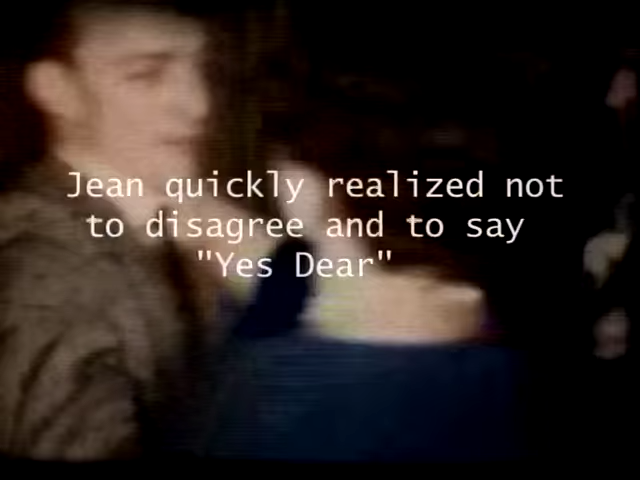 Jean quickly realized not
to disagree and to say
"Yes Dear"